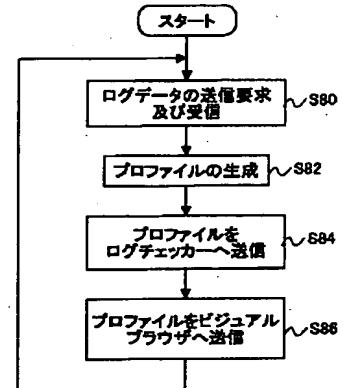 スタート
ログデータの送信要求
及び受信
S80
プロファイルの生成
S82
プロファイルを
ログチェッカーへ送信
S84
プロファイルをビジュアル
ブラウザへ送信
S86